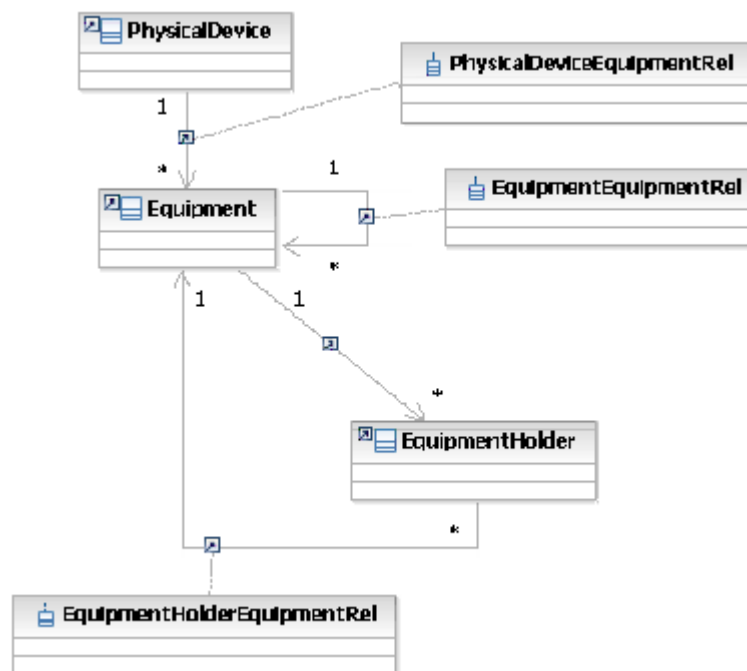 PhysicalDevice
PhysicalDeviceEquipmentRel
1
*
Equipment
1
EquipmentEquipmentRel
*
1
1
*
EquipmentHolder
*
EquipmentHolderEquipmentRel